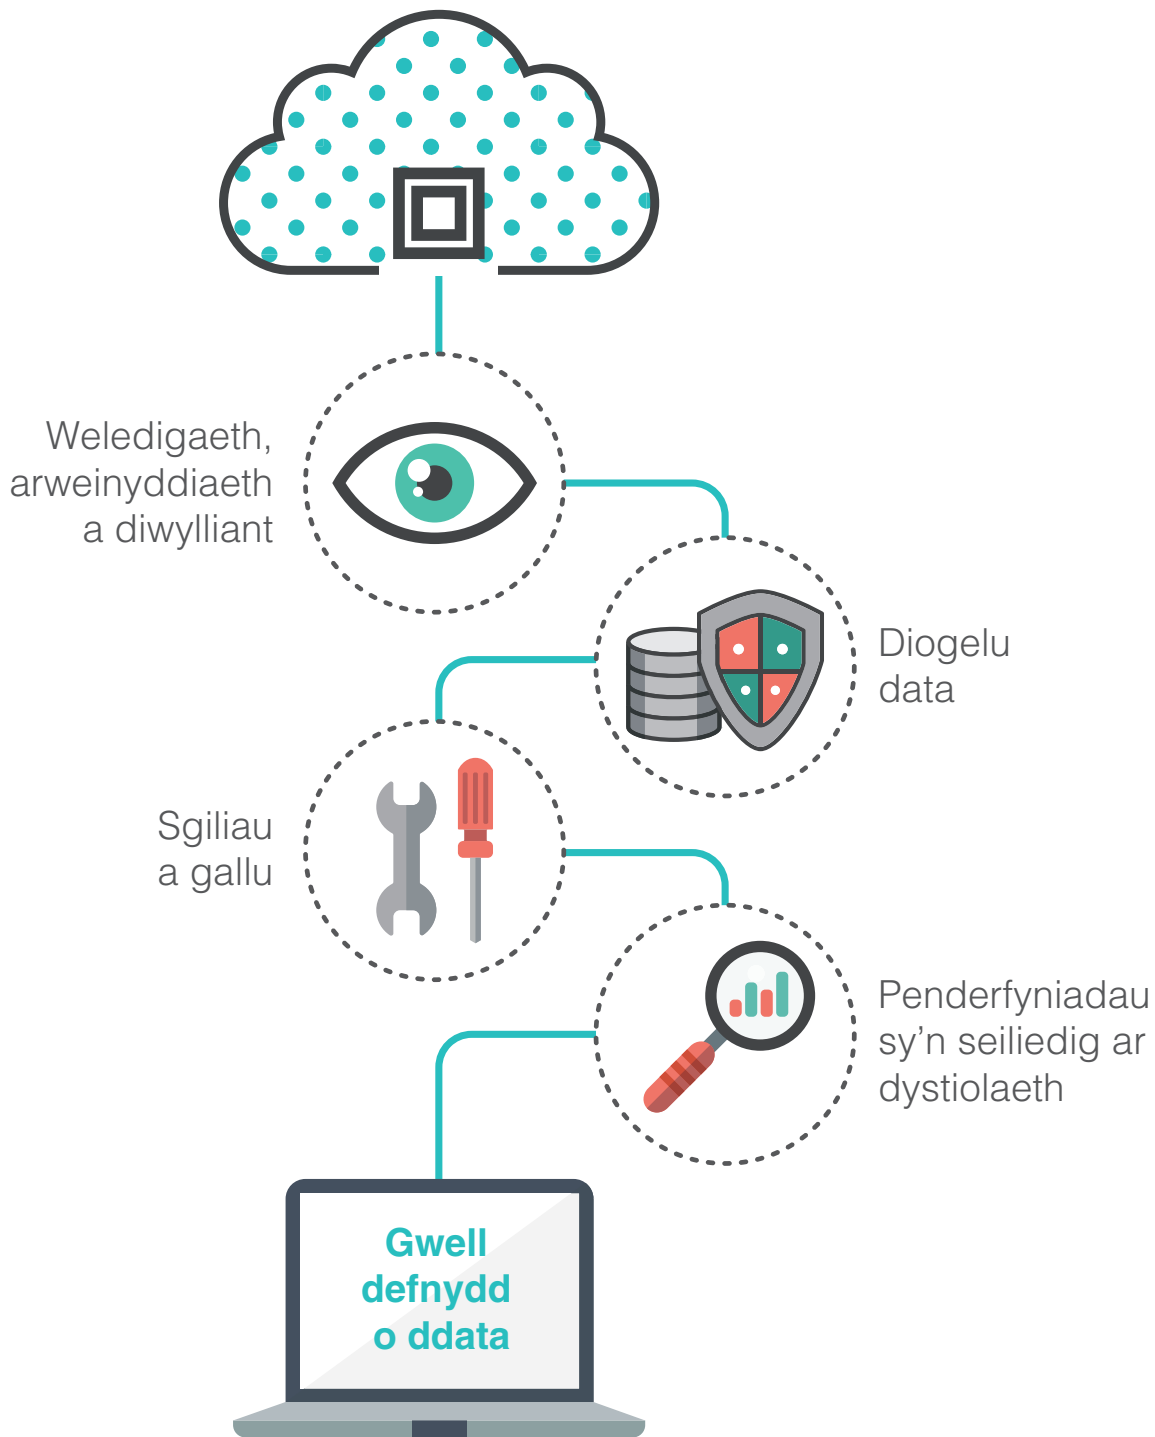 Weledigaeth,
arweinyddiaeth
a diwylliant
Diogelu
data
Sgiliau
a gallu
Penderfyniadau
sy’n seiliedig ar
dystiolaeth
Gwell
defnydd
o ddata